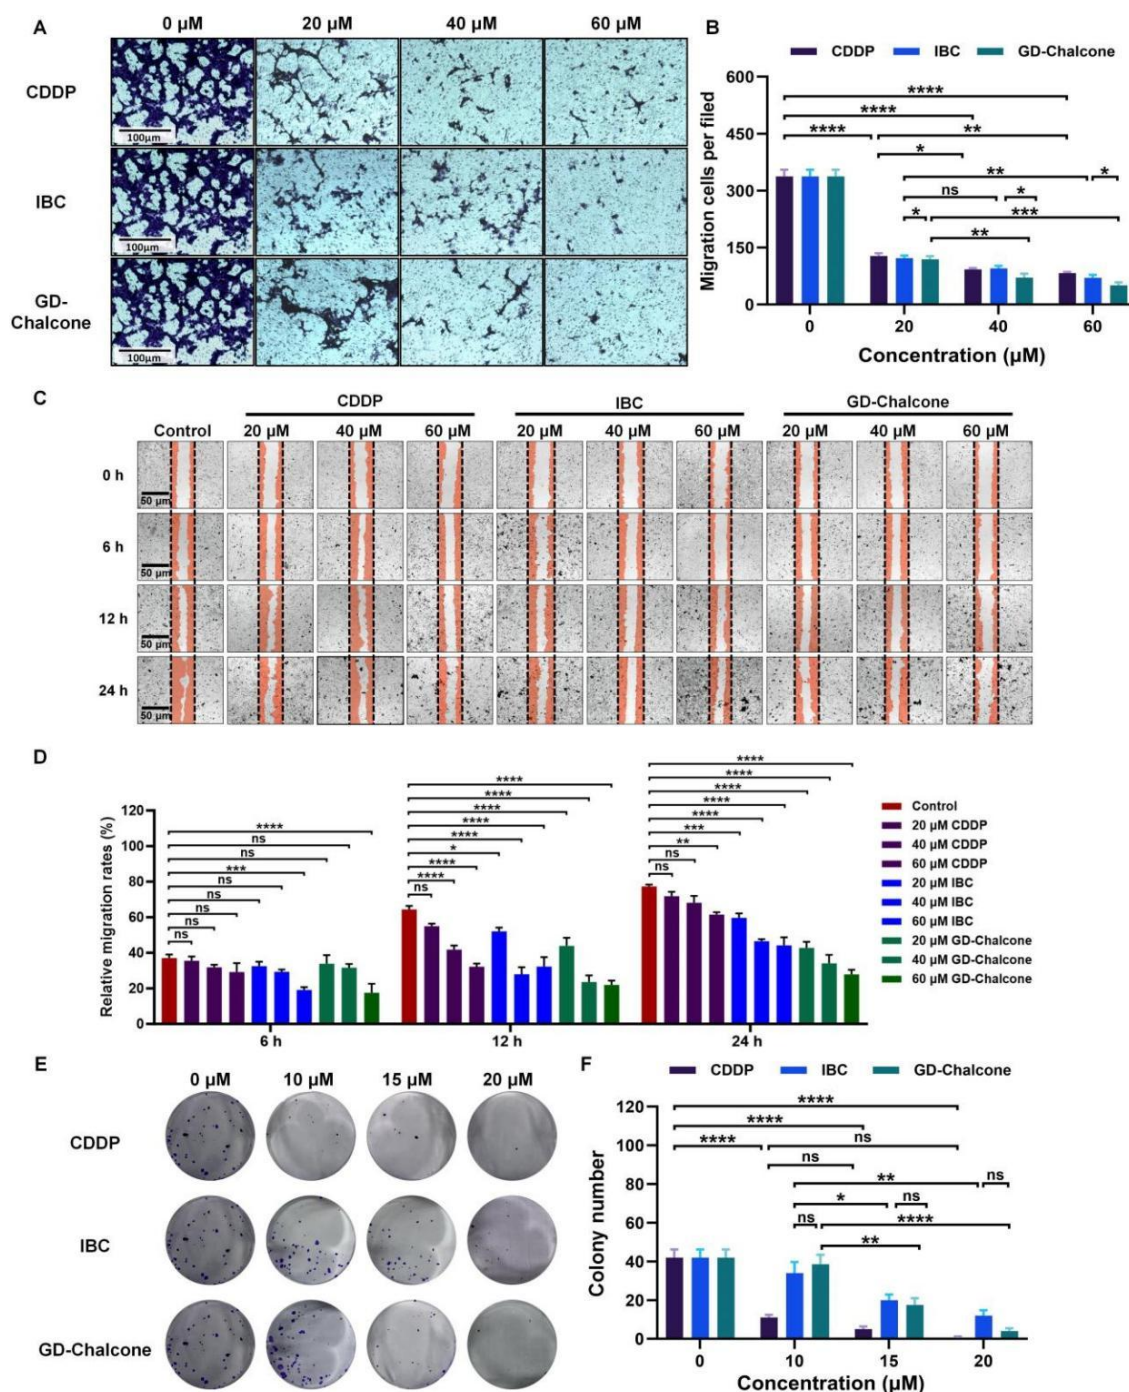 A
0 µM 20 µM 40 µM 60 µM
CDDP
100µm
IBC
100µm
GD-
Chalcone
100µm
B
CDDP IBC GD-Chalcone
Migration cells per filed
600
450
300
150
0
****
****
**** **
*
** *
ns *
* ***
**
0 20 40 60
Concentration (µM)
C
CDDP IBC GD-Chalcone
Control 20 µM 40 µM 60 µM 20 µM 40 µM 60 µM 20 µM 40 µM 60 µM
0 h
50 µm
6 h
50 µm
12 h
50 µm
24 h
50 µm
D
Relative migration rates (%)
120
100
80
60
40
20
0
****
ns
ns
***
ns
ns
ns
ns
ns
6 h
****
****
****
****
****
*
****
****
ns
12 h
****
****
****
****
****
***
**
ns
ns
24 h
Control
20 µM CDDP
40 µM CDDP
60 µM CDDP
20 µM IBC
40 µM IBC
60 µM IBC
20 µM GD-Chalcone
40 µM GD-Chalcone
60 µM GD-Chalcone
E
0 µM 10 µM 15 µM 20 µM
CDDP
IBC
GD-Chalcone
F
CDDP IBC GD-Chalcone
Colony number
120
100
80
60
40
20
0
****
****
**** ns
ns
** ns
* ns
ns ****
**
0 10 15 20
Concentration (µM)